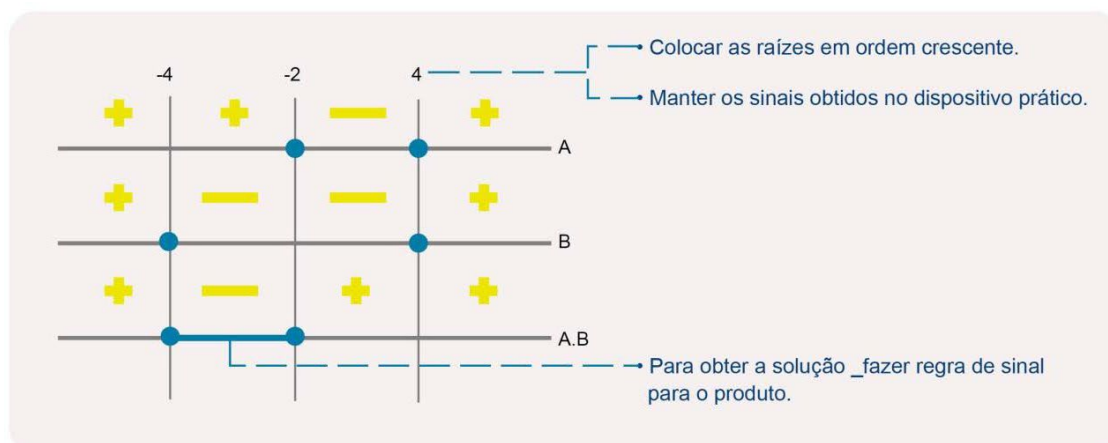 Colocar as raízes em ordem crescente.
-4 -2 4
Manter os sinais obtidos no dispositivo prático.
+ + — +
A
+ — — +
B
+ — + +
A.B
Para obter a solução _fazer regra de sinal
para o produto.